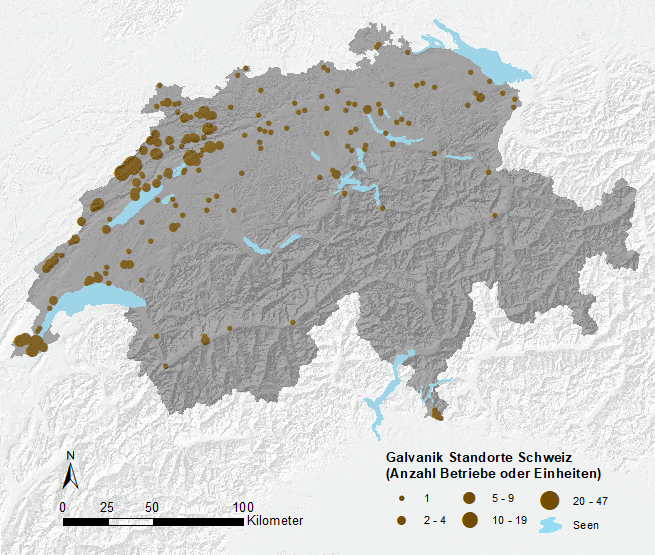 N
0 25 50 100
Kilometer
Galvanik Standorte Schweiz
(Anzahl Betriebe oder Einheiten)
1 5 - 9 20 - 47
2 - 4 10 - 19 Seen